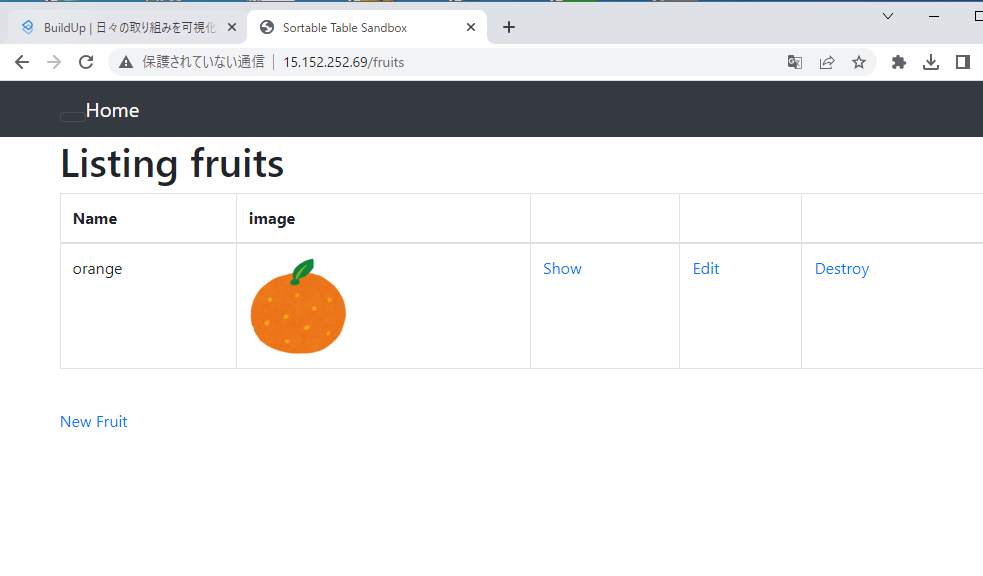 BuildUp | 日々の取り組みを可視化
Sortable Table Sandbox
保護されていない通信 15.152.252.69/fruits
Home
Listing fruits
Name image
orange Show Edit Destroy
New Fruit